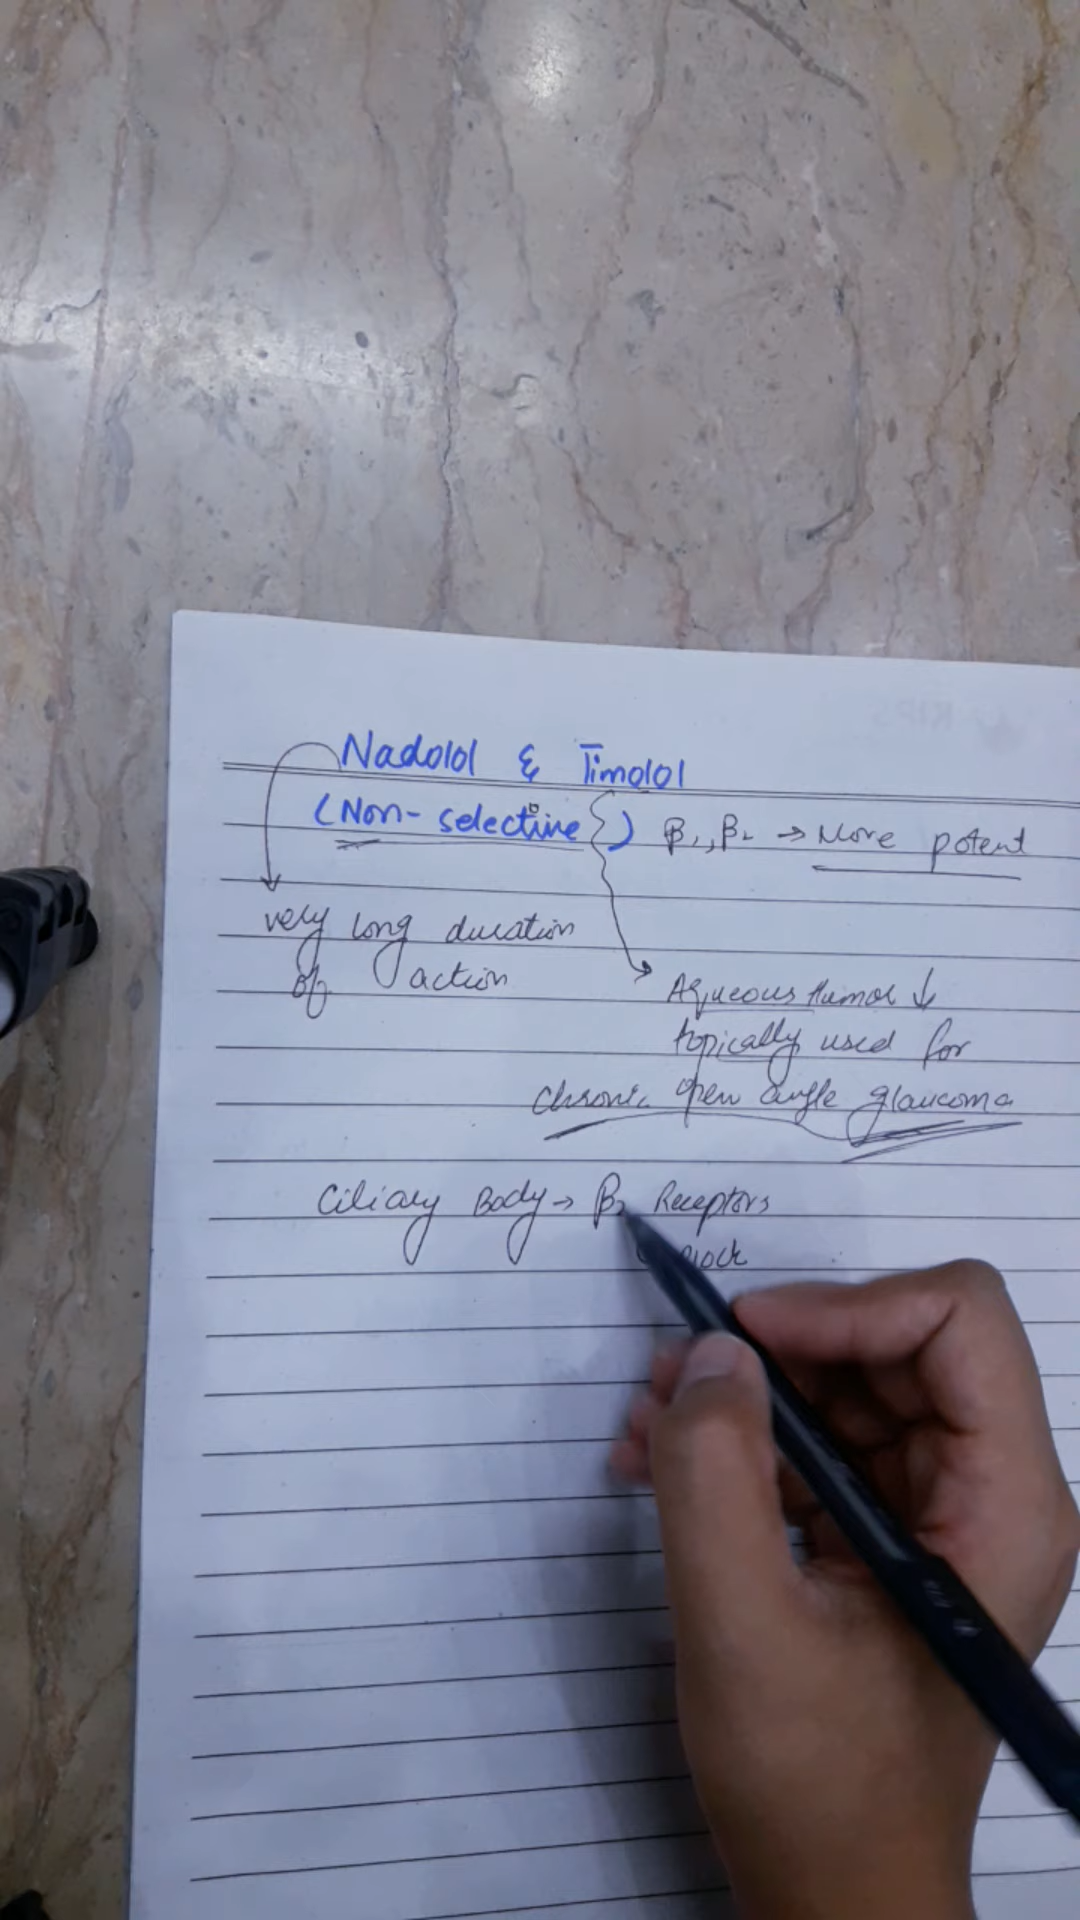 Nadolol & Timolol
(Non-selective) β1, β2 → More potent
very long duration
of action
Aqueous Humor ↓
topically used for
chronic open angle glaucoma
Ciliary Body → β2 Receptors